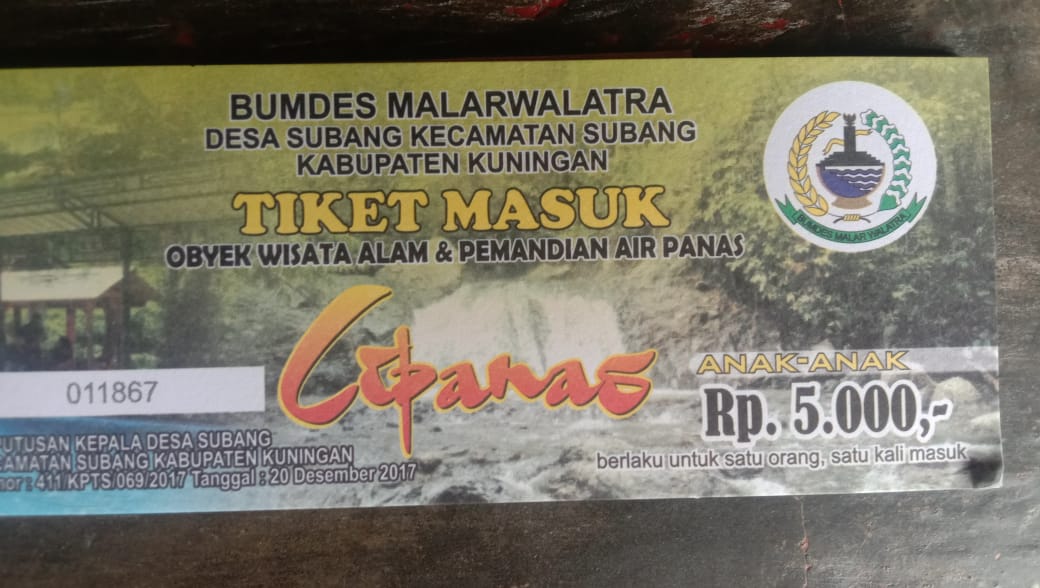 BUMDES MALARWALATRA
DESA SUBANG KECAMATAN SUBANG
KABUPATEN KUNINGAN
TIKET MASUK
OBYEK WISATA ALAM & PEMANDIAN AIR PANAS
BUMDES MALAR WALATRA
Cipanas
ANAK-ANAK
Rp. 5.000,-
berlaku untuk satu orang, satu kali masuk
011867
UTUSAN KEPALA DESA SUBANG
AMATAN SUBANG KABUPATEN KUNINGAN
or : 411/KPTS/069/2017 Tanggal : 20 Desember 2017